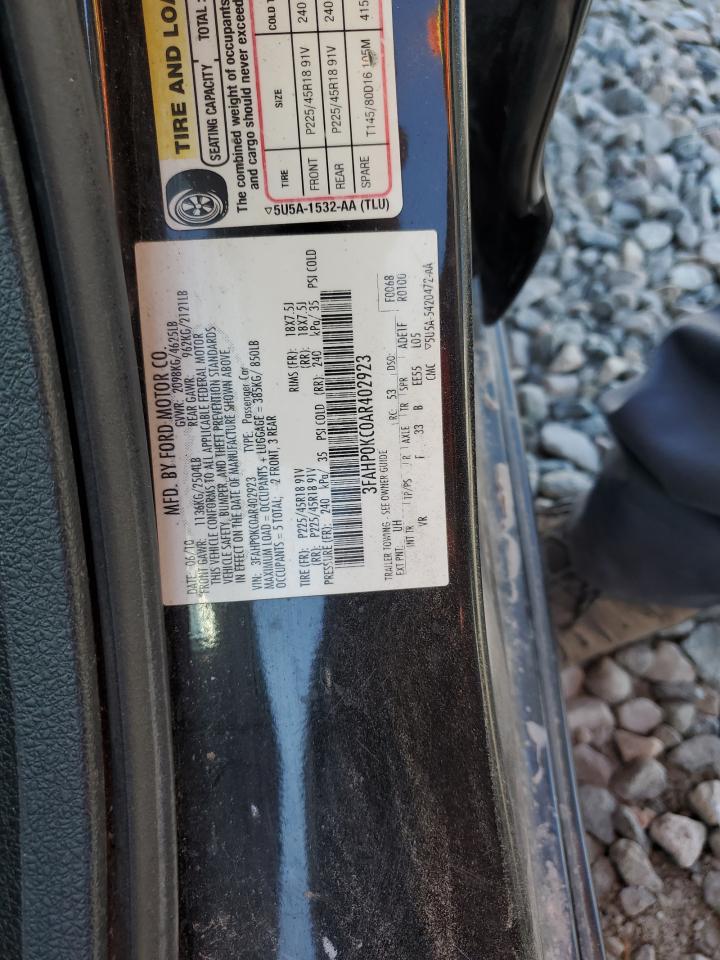 TIRE AND LOA
SEATING CAPACITY TOTAL :
The combined weight of occupants
and cargo should never exceed
TIRE SIZE COLD T
FRONT P225/45R18 91V 240
REAR P225/45R18 91V 240
SPARE T145/80D16 105M 415
5U5A-1532-AA (TLU)
MFD. BY FORD MOTOR CO.
DATE: 06/10 GVWR: 2098KG/4625LB
FRONT GAWR: 1136KG/2504LB REAR GAWR: 962KG/2121LB
THIS VEHICLE CONFORMS TO ALL APPLICABLE FEDERAL MOTOR
VEHICLE SAFETY, BUMPER, AND THEFT PREVENTION STANDARDS
IN EFFECT ON THE DATE OF MANUFACTURE SHOWN ABOVE.
VIN: 3FAHP0KC0AR402923 TYPE: Passenger Car
MAXIMUM LOAD = OCCUPANTS + LUGGAGE = 385KG/ 850LB
OCCUPANTS = 5 TOTAL, 2 FRONT, 3 REAR
TIRE (FR): P225/45R18 91V RIMS (FR): 18X7.5J
(RR): P225/45R18 91V (RR): 18X7.5J
PRESSURE (FR): 240 kPa/ 35 PSI COLD (RR): 240 kPa/ 35 PSI COLD
3FAHP0KC0AR402923
TRAILER TOWING - SEE OWNER GUIDE
EXT PNT: UH RC: 53 DSO: F0068
INT TR TP/PS R AXLE TR SPR ADE1F R0100
YR F 33 B EE55 L05
CMC 5U5A-5420472-AA